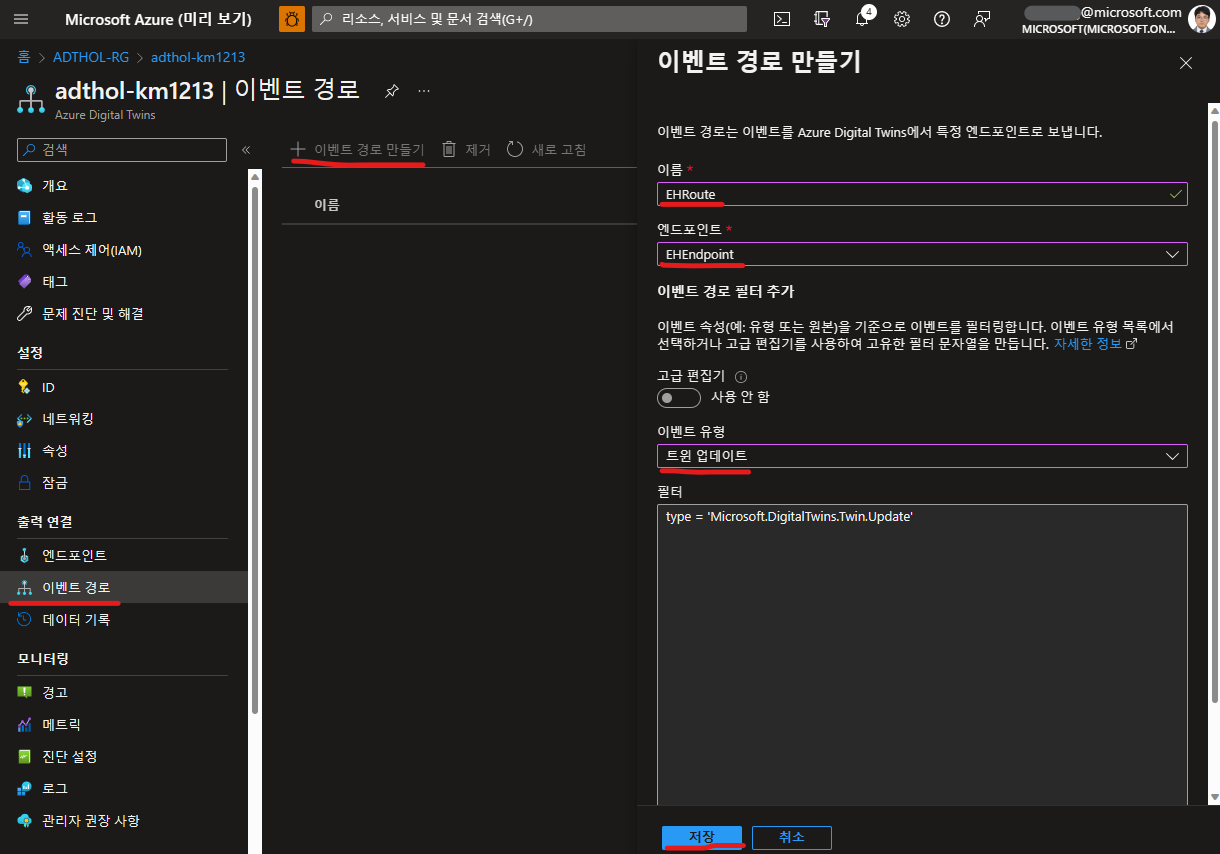 Microsoft Azure (미리 보기)
리소스, 서비스 및 문서 검색(G+/)
4
@microsoft.com
MICROSOFT(MICROSOFT.ON...
홈 > ADTHOL-RG > adthol-km1213
adthol-km1213 | 이벤트 경로
Azure Digital Twins
검색
개요
활동 로그
액세스 제어(IAM)
태그
문제 진단 및 해결
설정
ID
네트워킹
속성
잠금
출력 연결
엔드포인트
이벤트 경로
데이터 기록
모니터링
경고
메트릭
진단 설정
로그
관리자 권장 사항
이벤트 경로 만들기
제거
새로 고침
이름
이벤트 경로 만들기
이벤트 경로는 이벤트를 Azure Digital Twins에서 특정 엔드포인트로 보냅니다.
이름 *
EHRoute
엔드포인트 *
EHEndpoint
이벤트 경로 필터 추가
이벤트 속성(예: 유형 또는 원본)을 기준으로 이벤트를 필터링합니다. 이벤트 유형 목록에서
선택하거나 고급 편집기를 사용하여 고유한 필터 문자열을 만듭니다. 자세한 정보
고급 편집기
사용 안 함
이벤트 유형
트윈 업데이트
필터
type = 'Microsoft.DigitalTwins.Twin.Update'
저장
취소